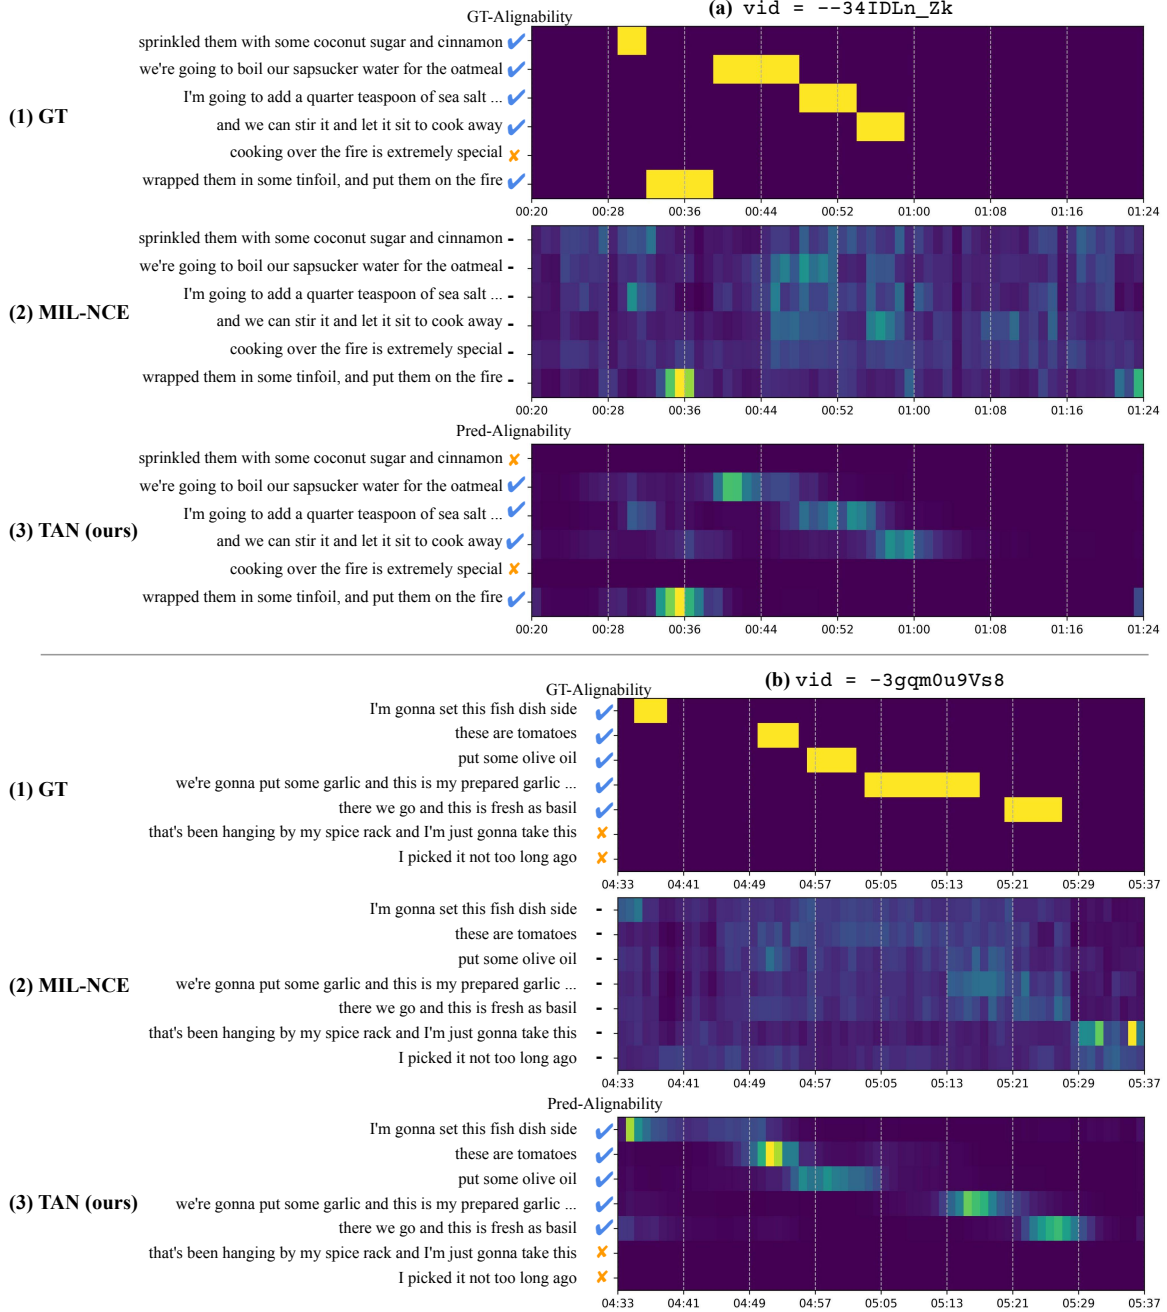 (a) vid = --34IDLn_Zk
GT-Alignability
sprinkled them with some coconut sugar and cinnamon ✔
we're going to boil our sapsucker water for the oatmeal ✔
I'm going to add a quarter teaspoon of sea salt ... ✔
(1) GT
and we can stir it and let it sit to cook away ✔
cooking over the fire is extremely special ✘
wrapped them in some tinfoil, and put them on the fire ✔
00:20 00:28 00:36 00:44 00:52 01:00 01:08 01:16 01:24
sprinkled them with some coconut sugar and cinnamon -
we're going to boil our sapsucker water for the oatmeal -
I'm going to add a quarter teaspoon of sea salt ... -
(2) MIL-NCE
and we can stir it and let it sit to cook away -
cooking over the fire is extremely special -
wrapped them in some tinfoil, and put them on the fire -
00:20 00:28 00:36 00:44 00:52 01:00 01:08 01:16 01:24
Pred-Alignability
sprinkled them with some coconut sugar and cinnamon ✘
we're going to boil our sapsucker water for the oatmeal ✔
I'm going to add a quarter teaspoon of sea salt ... ✔
(3) TAN (ours)
and we can stir it and let it sit to cook away ✔
cooking over the fire is extremely special ✘
wrapped them in some tinfoil, and put them on the fire ✔
00:20 00:28 00:36 00:44 00:52 01:00 01:08 01:16 01:24
(b) vid = -3gqm0u9Vs8
GT-Alignability
I'm gonna set this fish dish side ✔
these are tomatoes ✔
put some olive oil ✔
(1) GT
we're gonna put some garlic and this is my prepared garlic ... ✔
there we go and this is fresh as basil ✔
that's been hanging by my spice rack and I'm just gonna take this ✘
I picked it not too long ago ✘
04:33 04:41 04:49 04:57 05:05 05:13 05:21 05:29 05:37
I'm gonna set this fish dish side -
these are tomatoes -
put some olive oil -
(2) MIL-NCE
we're gonna put some garlic and this is my prepared garlic ... -
there we go and this is fresh as basil -
that's been hanging by my spice rack and I'm just gonna take this -
I picked it not too long ago -
04:33 04:41 04:49 04:57 05:05 05:13 05:21 05:29 05:37
Pred-Alignability
I'm gonna set this fish dish side ✔
these are tomatoes ✔
put some olive oil ✔
(3) TAN (ours)
we're gonna put some garlic and this is my prepared garlic ... ✔
there we go and this is fresh as basil ✔
that's been hanging by my spice rack and I'm just gonna take this ✘
I picked it not too long ago ✘
04:33 04:41 04:49 04:57 05:05 05:13 05:21 05:29 05:37